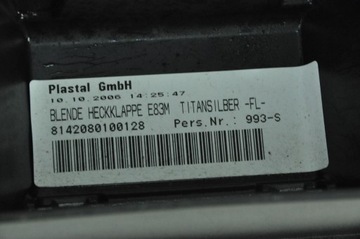 Plastal GmbH
10.10.2006 14:25:47
BLENDE HECKKLAPPE E83M TITANSILBER -FL-
8142080100128 Pers.Nr.: 993-S